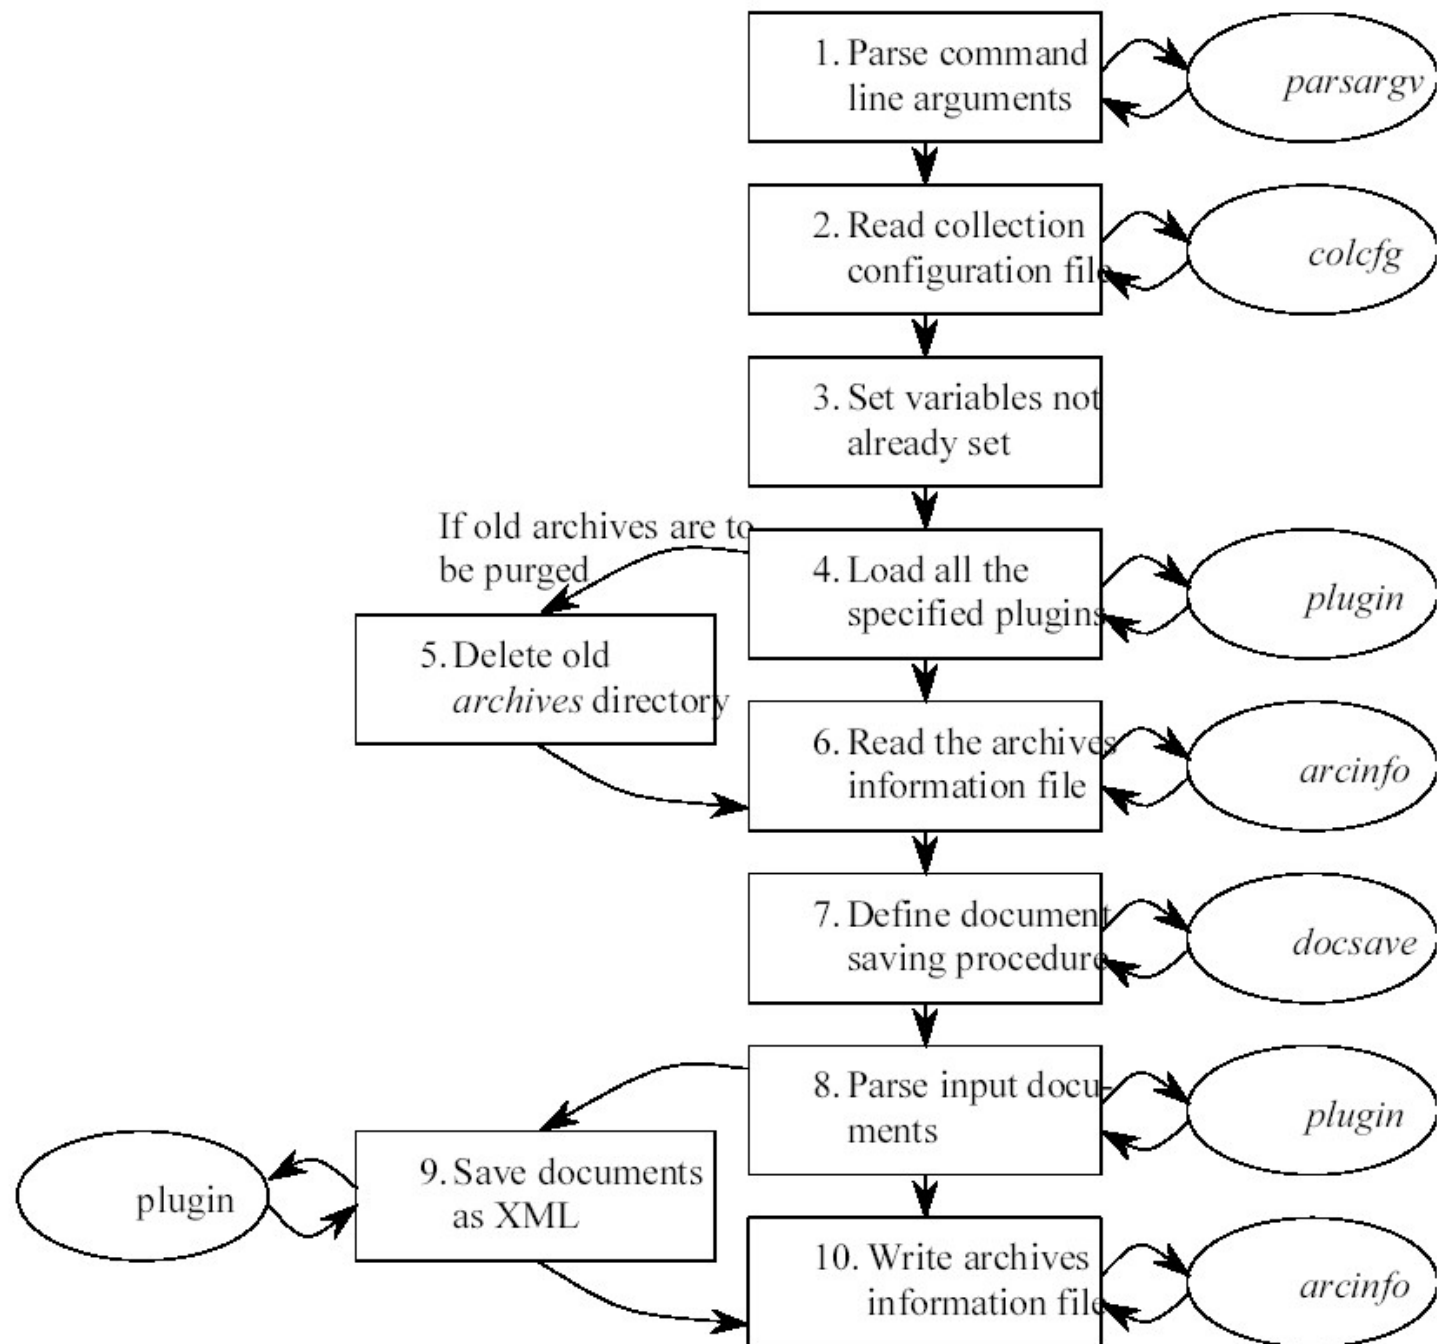 1. Parse command
line arguments
parsargv
2. Read collection
configuration file
colcfg
3. Set variables not
already set
If old archives are to
be purged
4. Load all the
specified plugins
plugin
5. Delete old
archives directory
6. Read the archives
information file
arcinfo
7. Define document
saving procedure
docsave
8. Parse input docu-
ments
plugin
9. Save documents
as XML
plugin
10. Write archives
information file
arcinfo